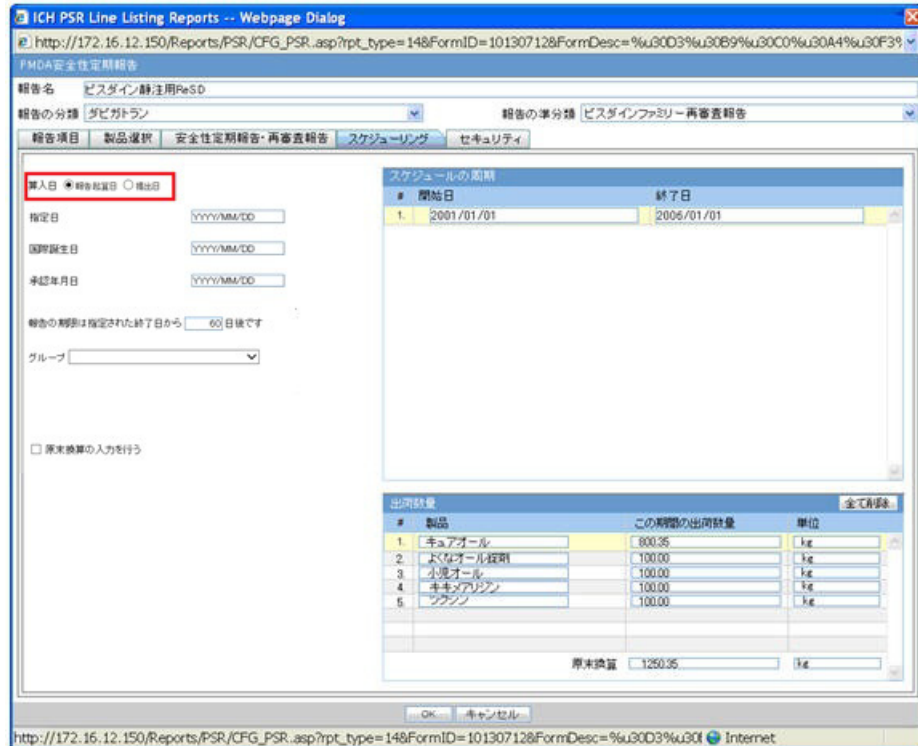 ICH PSR Line Listing Reports -- Webpage Dialog
http://172.16.12.150/Reports/PSR/CFG_PSR.asp?rpt_type=14&FormID=10130712&FormDesc=%u30D3%u30B9%u30C0%u30A4%u30F3%
PMDA安全性定期報告
報告名 ビスダイン静注用ReSD
報告の分類 ダビガトラン 報告の準分類 ビスダインファミリー再審査報告
報告項目 製品選択 安全性定期報告・再審査報告 スケジューリング セキュリティ
算入日 報告起算日 提出日
指定日 YYYY/MM/DD
国際誕生日 YYYY/MM/DD
承認年月日 YYYY/MM/DD
報告の期限は指定された終了日から 60 日後です
グループ
原末換算の入力を行う
スケジュールの周期
# 開始日 終了日
1. 2001/01/01 2006/01/01
出荷数量 全て削除
# 製品 この期間の出荷数量 単位
1. キュアオール 800.35 kg
2. よくなオール錠剤 100.00 kg
3. 小児オール 100.00 kg
4. キキメアリジン 100.00 kg
5. 100.00 kg
原末換算 1250.35 kg
OK キャンセル
http://172.16.12.150/Reports/PSR/CFG_PSR.asp?rpt_type=14&FormID=10130712&FormDesc=%u30D3%u30 Internet